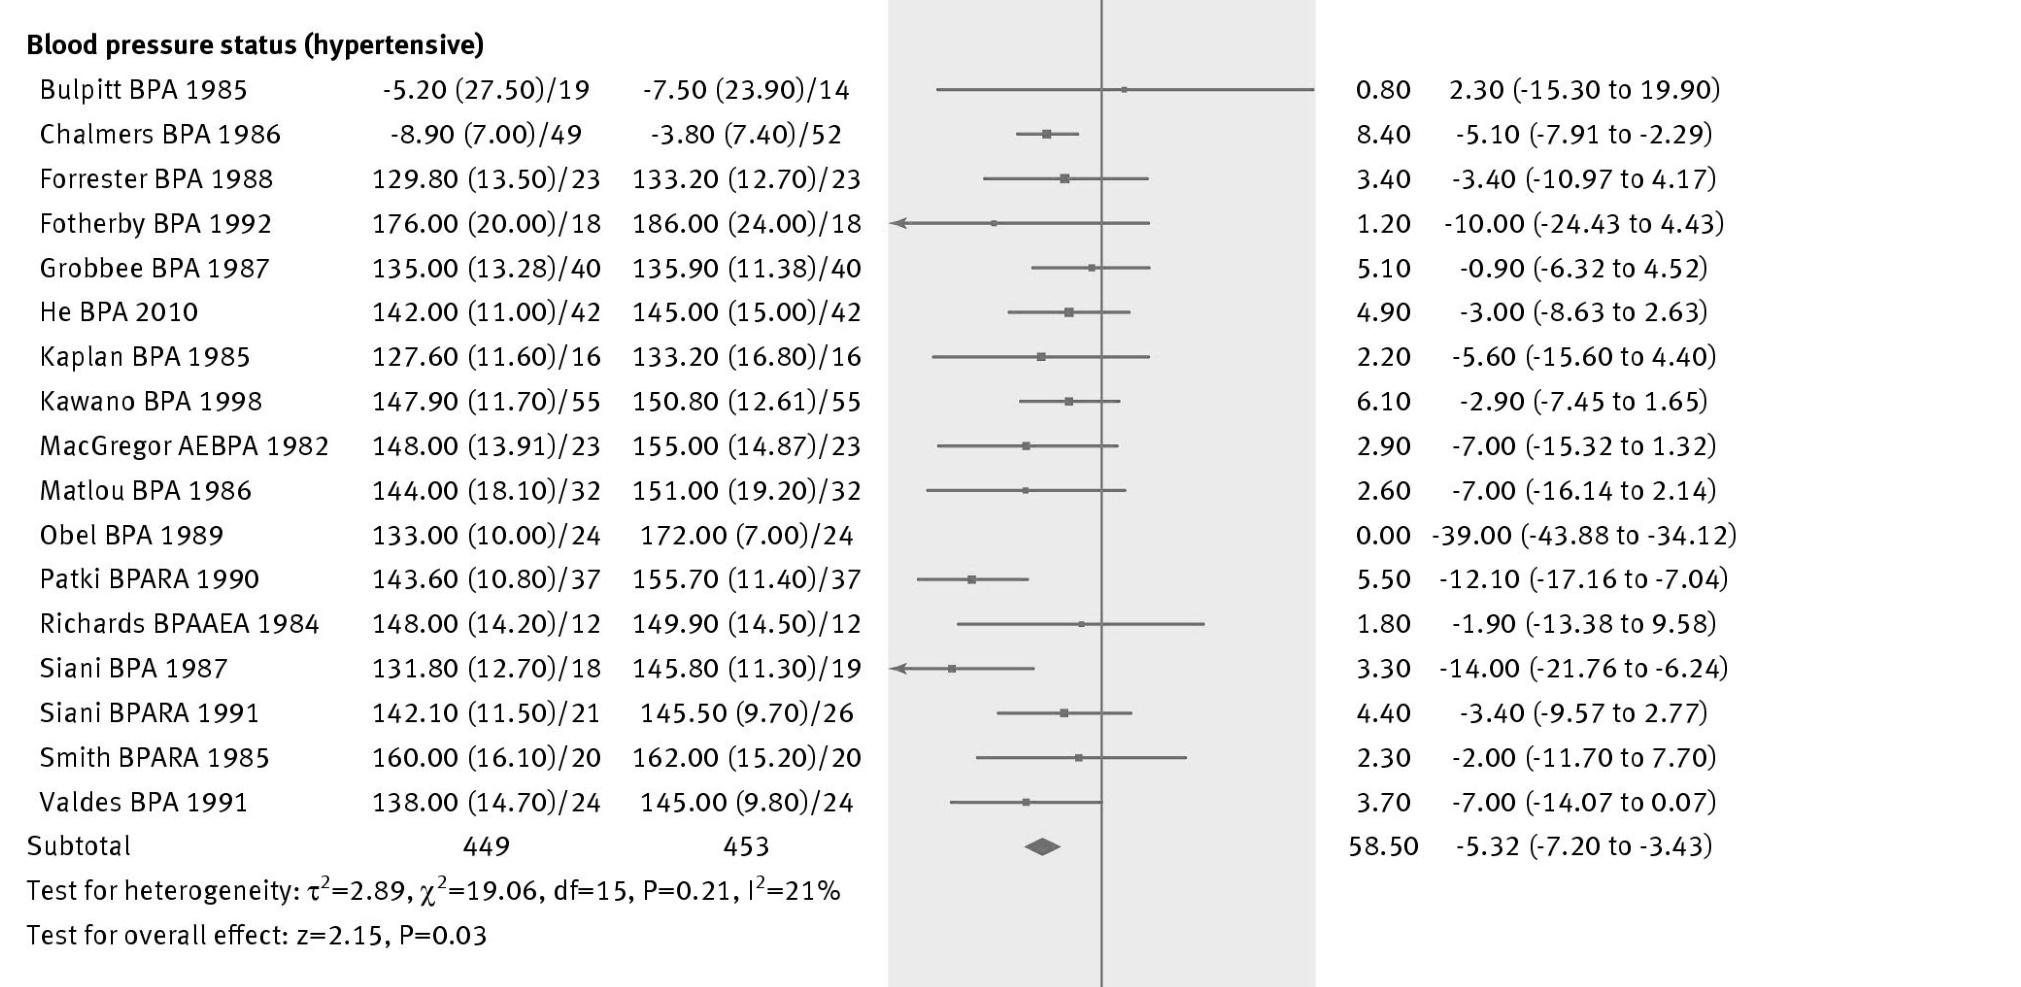 Blood pressure status (hypertensive)
Bulpitt BPA 1985 -5.20 (27.50)/19 -7.50 (23.90)/14 0.80 2.30 (-15.30 to 19.90)
Chalmers BPA 1986 -8.90 (7.00)/49 -3.80 (7.40)/52 8.40 -5.10 (-7.91 to -2.29)
Forrester BPA 1988 129.80 (13.50)/23 133.20 (12.70)/23 3.40 -3.40 (-10.97 to 4.17)
Fotherby BPA 1992 176.00 (20.00)/18 186.00 (24.00)/18 1.20 -10.00 (-24.43 to 4.43)
Grobbee BPA 1987 135.00 (13.28)/40 135.90 (11.38)/40 5.10 -0.90 (-6.32 to 4.52)
He BPA 2010 142.00 (11.00)/42 145.00 (15.00)/42 4.90 -3.00 (-8.63 to 2.63)
Kaplan BPA 1985 127.60 (11.60)/16 133.20 (16.80)/16 2.20 -5.60 (-15.60 to 4.40)
Kawano BPA 1998 147.90 (11.70)/55 150.80 (12.61)/55 6.10 -2.90 (-7.45 to 1.65)
MacGregor AEBPA 1982 148.00 (13.91)/23 155.00 (14.87)/23 2.90 -7.00 (-15.32 to 1.32)
Matlou BPA 1986 144.00 (18.10)/32 151.00 (19.20)/32 2.60 -7.00 (-16.14 to 2.14)
Obel BPA 1989 133.00 (10.00)/24 172.00 (7.00)/24 0.00 -39.00 (-43.88 to -34.12)
Patki BPARA 1990 143.60 (10.80)/37 155.70 (11.40)/37 5.50 -12.10 (-17.16 to -7.04)
Richards BPAAEA 1984 148.00 (14.20)/12 149.90 (14.50)/12 1.80 -1.90 (-13.38 to 9.58)
Siani BPA 1987 131.80 (12.70)/18 145.80 (11.30)/19 3.30 -14.00 (-21.76 to -6.24)
Siani BPARA 1991 142.10 (11.50)/21 145.50 (9.70)/26 4.40 -3.40 (-9.57 to 2.77)
Smith BPARA 1985 160.00 (16.10)/20 162.00 (15.20)/20 2.30 -2.00 (-11.70 to 7.70)
Valdes BPA 1991 138.00 (14.70)/24 145.00 (9.80)/24 3.70 -7.00 (-14.07 to 0.07)
Subtotal 449 453 58.50 -5.32 (-7.20 to -3.43)
Test for heterogeneity: τ²=2.89, χ²=19.06, df=15, P=0.21, I²=21%
Test for overall effect: z=2.15, P=0.03